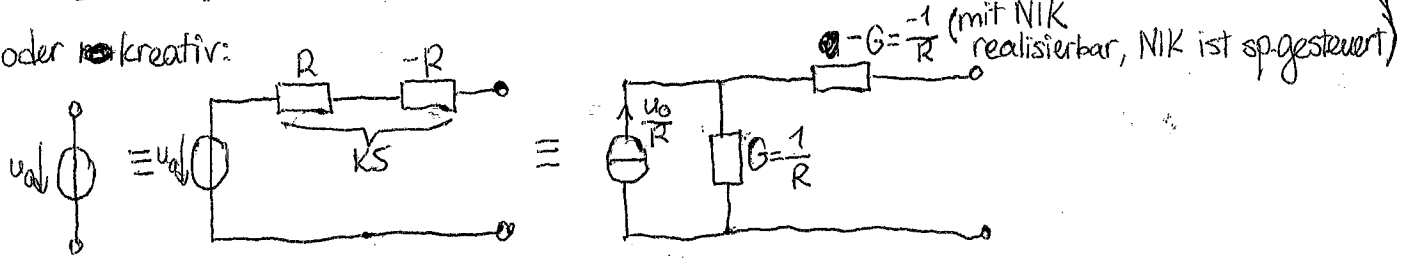 oder kreativ:
-G = -1/R (mit NIK
realisierbar, NIK ist sp.gesteuert)
R
-R
u₀
≡
u₀
KS
≡
u₀/R
G = 1/R